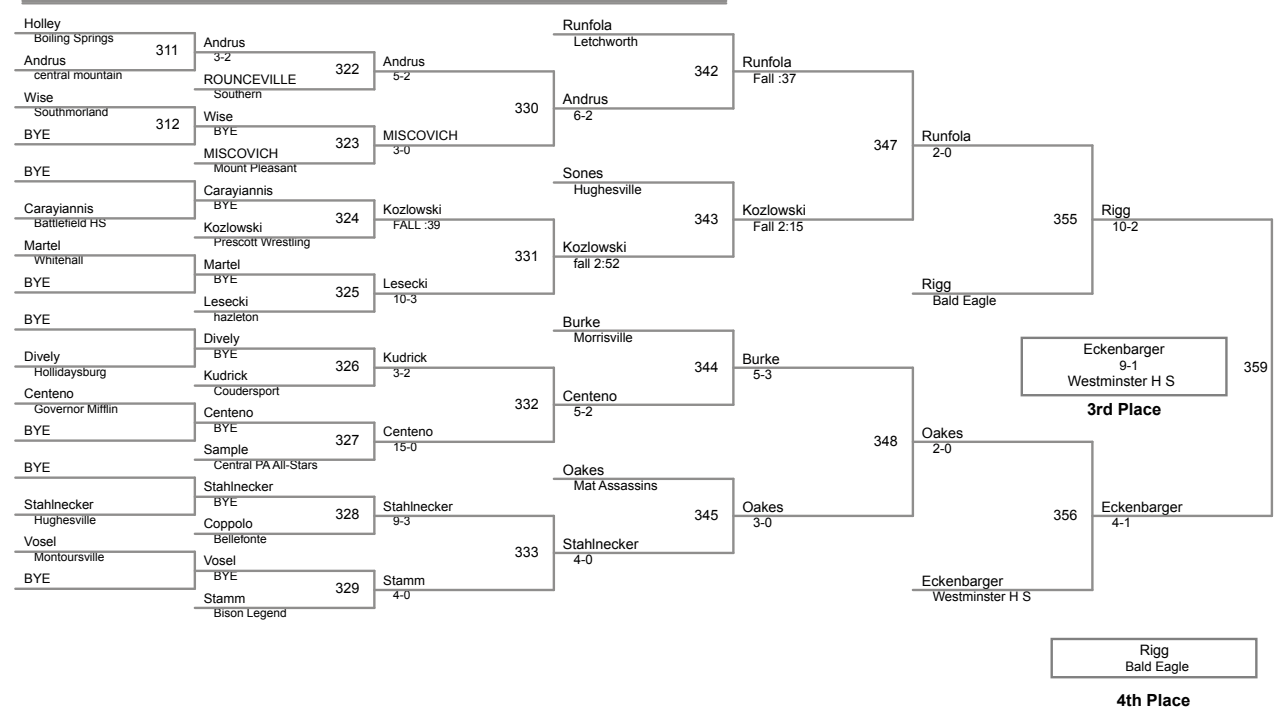 Holley
Boiling Springs
311
Andrus
central mountain
Wise
Southmorland
312
BYE
BYE
Carayiannis
Battlefield HS
Martel
Whitehall
BYE
BYE
Dively
Hollidaysburg
Centeno
Governor Mifflin
BYE
BYE
Stahlnecker
Hughesville
Vosel
Montoursville
BYE
Andrus
3-2
322
ROUNCEVILLE
Southern
Wise
BYE
323
MISCOVICH
Mount Pleasant
Carayiannis
BYE
324
Kozlowski
Prescott Wrestling
Martel
BYE
325
Lesecki
hazleton
Dively
BYE
326
Kudrick
Coudersport
Centeno
BYE
327
Sample
Central PA All-Stars
Stahlnecker
BYE
328
Coppolo
Bellefonte
Vosel
BYE
329
Stamm
Bison Legend
Andrus
5-2
330
MISCOVICH
3-0
Kozlowski
FALL :39
331
Lesecki
10-3
Kudrick
3-2
332
Centeno
15-0
Stahlnecker
9-3
333
Stamm
4-0
Runfola
Letchworth
342
Andrus
6-2
Sones
Hughesville
343
Kozlowski
fall 2:52
Burke
Morrisville
344
Centeno
5-2
Oakes
Mat Assassins
345
Stahlnecker
4-0
Runfola
Fall :37
347
Kozlowski
Fall 2:15
Burke
5-3
348
Oakes
3-0
Runfola
2-0
355
Rigg
Bald Eagle
Oakes
2-0
356
Eckenbarger
Westminster H S
Rigg
10-2
Eckenbarger
9-1
Westminster H S
359
3rd Place
Eckenbarger
4-1
Rigg
Bald Eagle
4th Place